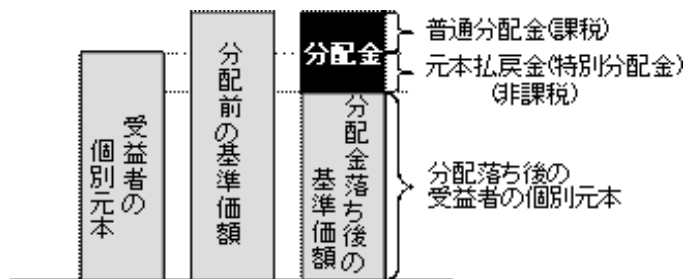 受益者の
個別元本
分配前の基準価額
分配金
分配金落ち後の
基準価額
普通分配金(課税)
元本払戻金(特別分配金)
(非課税)
分配落ち後の
受益者の個別元本